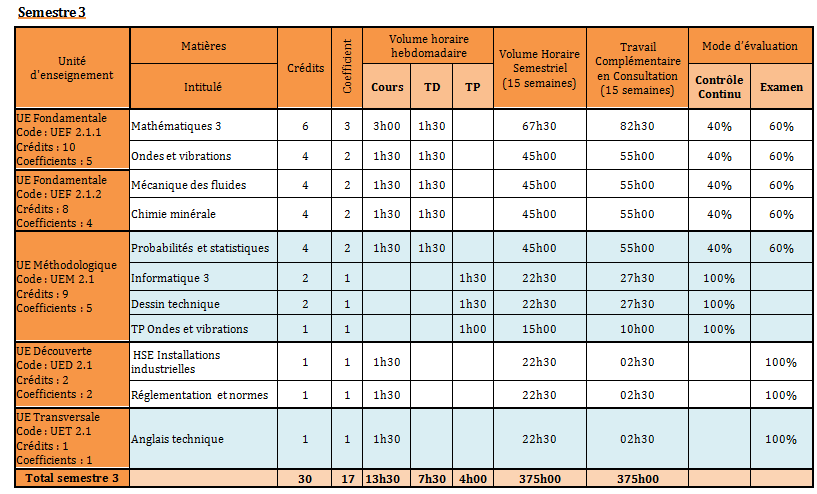 Semestre 3
Unité d'enseignement | Matières | Crédits | Coefficient | Volume horaire hebdomadaire | Volume Horaire Semestriel (15 semaines) | Travail Complémentaire en Consultation (15 semaines) | Mode d'évaluation
Intitulé | Cours | TD | TP | Contrôle Continu | Examen
UE Fondamentale
Code : UEF 2.1.1
Crédits : 10
Coefficients : 5
Mathématiques 3 | 6 | 3 | 3h00 | 1h30 | 67h30 | 82h30 | 40% | 60%
Ondes et vibrations | 4 | 2 | 1h30 | 1h30 | 45h00 | 55h00 | 40% | 60%
UE Fondamentale
Code : UEF 2.1.2
Crédits : 8
Coefficients : 4
Mécanique des fluides | 4 | 2 | 1h30 | 1h30 | 45h00 | 55h00 | 40% | 60%
Chimie minérale | 4 | 2 | 1h30 | 1h30 | 45h00 | 55h00 | 40% | 60%
UE Méthodologique
Code : UEM 2.1
Crédits : 9
Coefficients : 5
Probabilités et statistiques | 4 | 2 | 1h30 | 1h30 | 45h00 | 55h00 | 40% | 60%
Informatique 3 | 2 | 1 | 1h30 | 22h30 | 27h30 | 100%
Dessin technique | 2 | 1 | 1h30 | 22h30 | 27h30 | 100%
TP Ondes et vibrations | 1 | 1 | 1h00 | 15h00 | 10h00 | 100%
UE Découverte
Code : UED 2.1
Crédits : 2
Coefficients : 2
HSE Installations industrielles | 1 | 1 | 1h30 | 22h30 | 02h30 | 100%
Réglementation et normes | 1 | 1 | 1h30 | 22h30 | 02h30 | 100%
UE Transversale
Code : UET 2.1
Crédits : 1
Coefficients : 1
Anglais technique | 1 | 1 | 1h30 | 22h30 | 02h30 | 100%
Total semestre 3 | 30 | 17 | 13h30 | 7h30 | 4h00 | 375h00 | 375h00